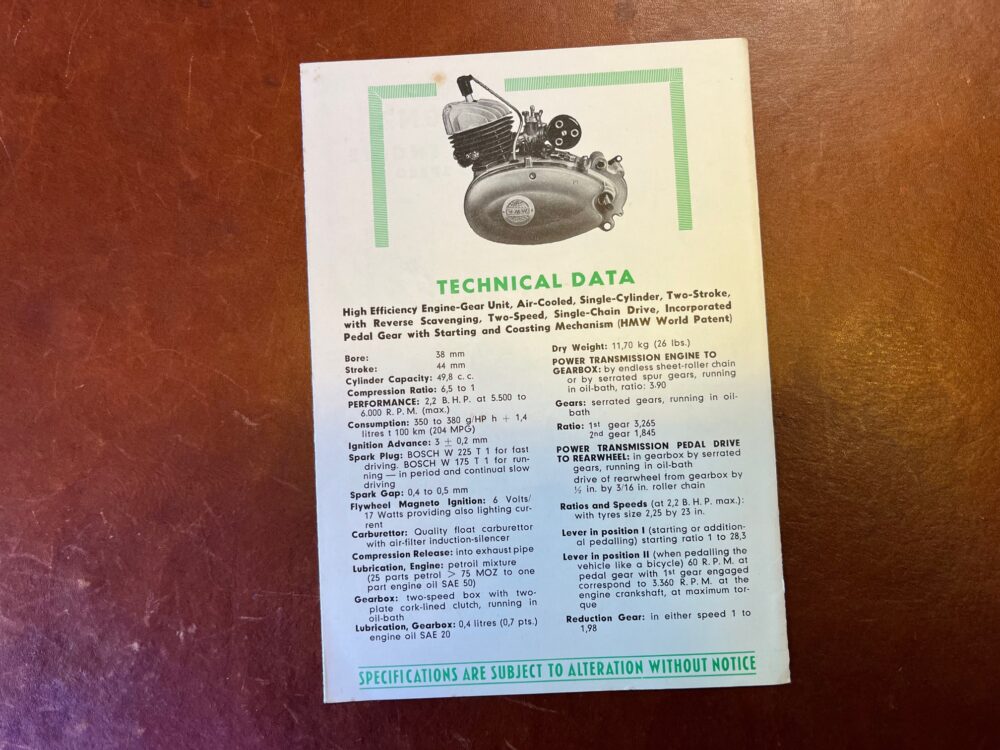 HMW
TECHNICAL DATA
High Efficiency Engine-Gear Unit, Air-Cooled, Single-Cylinder, Two-Stroke,
with Reverse Scavenging, Two-Speed, Single-Chain Drive, Incorporated
Pedal Gear with Starting and Coasting Mechanism (HMW World Patent)
Bore: 38 mm
Stroke: 44 mm
Cylinder Capacity: 49,8 c. c.
Compression Ratio: 6,5 to 1
PERFORMANCE: 2,2 B. H. P. at 5.500 to
6.000 R. P. M. (max.)
Consumption: 350 to 380 g/HP h + 1,4
litres t 100 km (204 MPG)
Ignition Advance: 3 ± 0,2 mm
Spark Plug: BOSCH W 225 T 1 for fast
driving. BOSCH W 175 T 1 for run-
ning — in period and continual slow
driving
Spark Gap: 0,4 to 0,5 mm
Flywheel Magneto Ignition: 6 Volts/
17 Watts providing also lighting cur-
rent
Carburettor: Quality float carburettor
with air-filter induction-silencer
Compression Release: into exhaust pipe
Lubrication, Engine: petroil mixture
(25 parts petrol > 75 MOZ to one
part engine oil SAE 50)
Gearbox: two-speed box with two-
plate cork-lined clutch, running in
oil-bath
Lubrication, Gearbox: 0,4 litres (0,7 pts.)
engine oil SAE 20
Dry Weight: 11,70 kg (26 lbs.)
POWER TRANSMISSION ENGINE TO
GEARBOX: by endless sheet-roller chain
or by serrated spur gears, running
in oil-bath, ratio: 3.90
Gears: serrated gears, running in oil-
bath
Ratio: 1st gear 3,265
2nd gear 1,845
POWER TRANSMISSION PEDAL DRIVE
TO REARWHEEL: in gearbox by serrated
gears, running in oil-bath
drive of rearwheel from gearbox by
½ in. by 3/16 in. roller chain
Ratios and Speeds (at 2,2 B. H. P. max.):
with tyres size 2,25 by 23 in.
Lever in position I (starting or addition-
al pedalling) starting ratio 1 to 28,3
Lever in position II (when pedalling the
vehicle like a bicycle) 60 R. P. M. at
pedal gear with 1st gear engaged
correspond to 3.360 R. P. M. at the
engine crankshaft, at maximum tor-
que
Reduction Gear: in either speed 1 to
1,98
SPECIFICATIONS ARE SUBJECT TO ALTERATION WITHOUT NOTICE